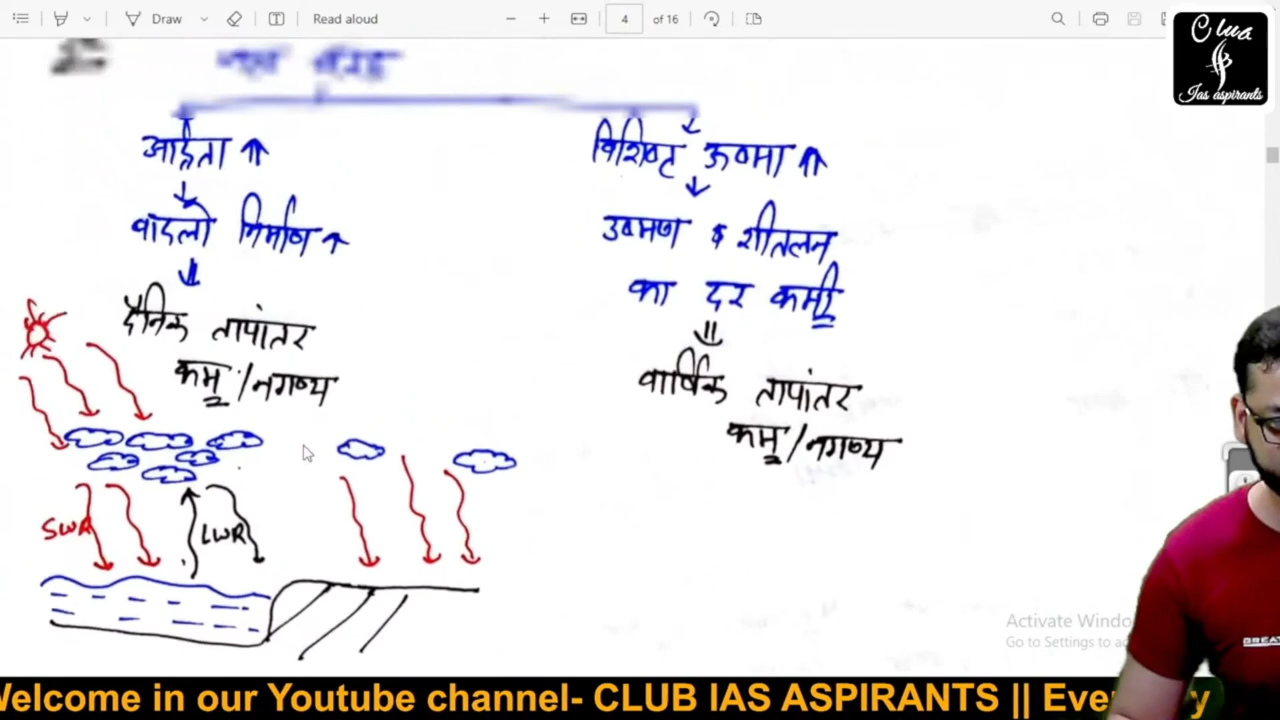 Draw
Read aloud
4 of 16
Club
Ias aspirants
आर्द्रता ⇑
विशिष्ट ऊष्मा ⇑
↓
↓
बादलो निर्माण ↑
उष्मण व शीतलन
⇓
का दर कमी
दैनिक तापांतर
⇓
कम /नगण्य
वार्षिक तापांतर
कम /नगण्य
SWR
LWR
Go to Settings to a
Welcome in our Youtube channel- CLUB IAS ASPIRANTS || Eve